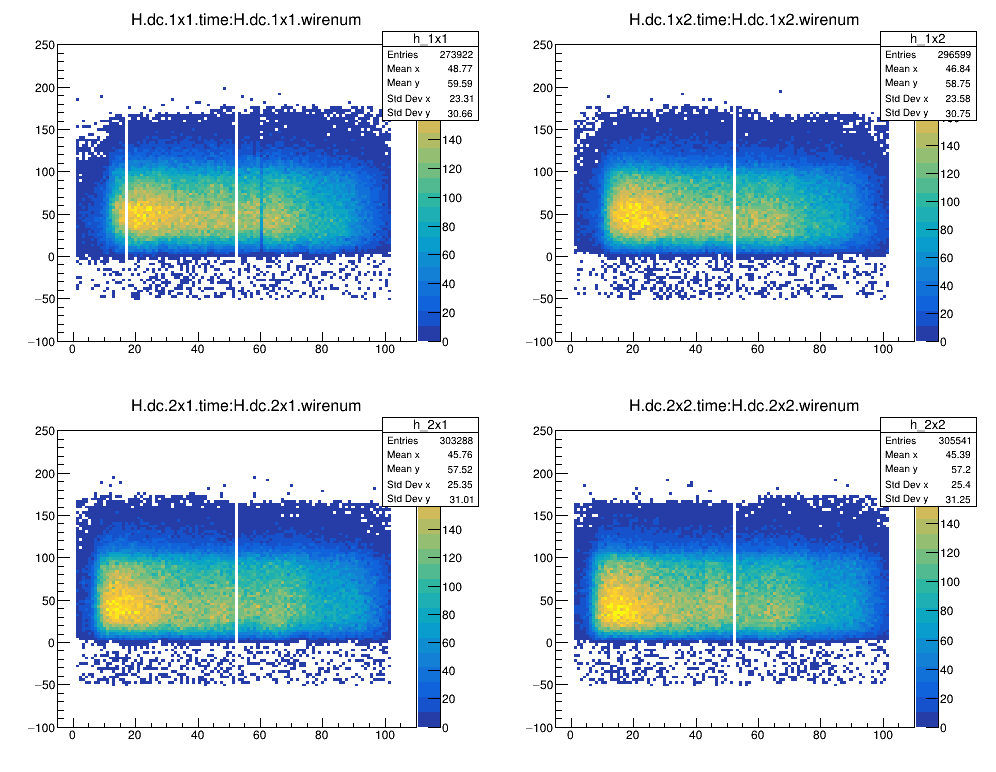 H.dc.1x1.time:H.dc.1x1.wirenum
h_1x1
Entries 273922
Mean x 48.77
Mean y 59.59
Std Dev x 23.31
Std Dev y 30.66
250
200
150
100
50
0
−50
−100
0 20 40 60 80 100
140
120
100
80
60
40
20
0
H.dc.1x2.time:H.dc.1x2.wirenum
h_1x2
Entries 296599
Mean x 46.84
Mean y 58.75
Std Dev x 23.58
Std Dev y 30.75
250
200
150
100
50
0
−50
−100
0 20 40 60 80 100
140
120
100
80
60
40
20
0
H.dc.2x1.time:H.dc.2x1.wirenum
h_2x1
Entries 303288
Mean x 45.76
Mean y 57.52
Std Dev x 25.35
Std Dev y 31.01
250
200
150
100
50
0
−50
−100
0 20 40 60 80 100
140
120
100
80
60
40
20
0
H.dc.2x2.time:H.dc.2x2.wirenum
h_2x2
Entries 305541
Mean x 45.39
Mean y 57.2
Std Dev x 25.4
Std Dev y 31.25
250
200
150
100
50
0
−50
−100
0 20 40 60 80 100
140
120
100
80
60
40
20
0